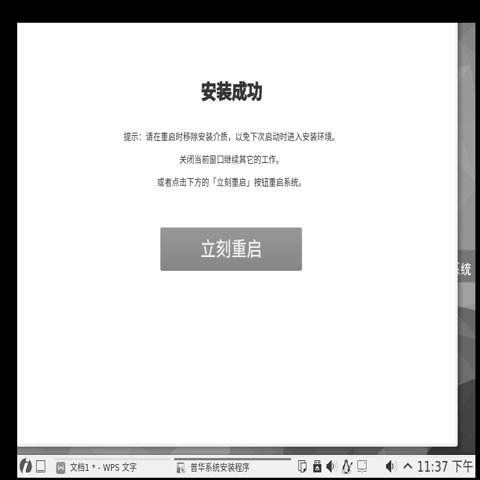 安装成功
提示：请在重启时移除安装介质，以免下次启动时进入安装环境。
关闭当前窗口继续其它的工作。
或者点击下方的「立刻重启」按钮重启系统。
立刻重启
系统
文档1 * - WPS 文字
普华系统安装程序
11:37 下午